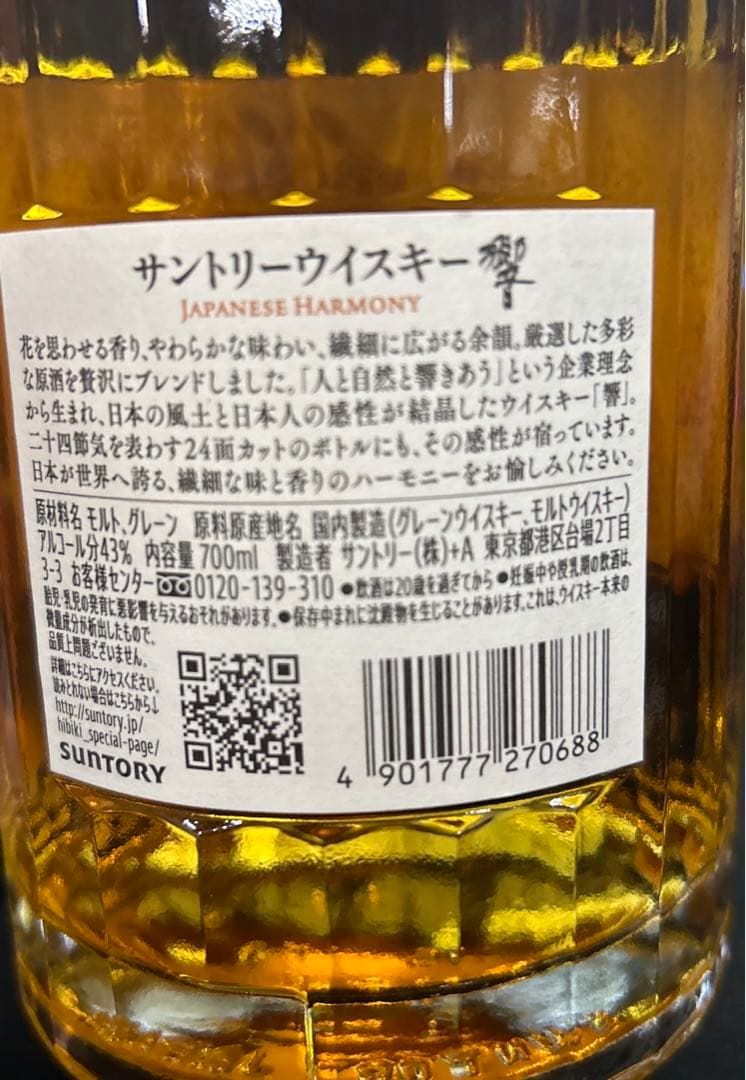 サントリーウイスキー 響
JAPANESE HARMONY
花を思わせる香り、やわらかな味わい、繊細に広がる余韻。厳選した多彩
な原酒を贅沢にブレンドしました。「人と自然と響きあう」という企業理念
から生まれ、日本の風土と日本人の感性が結晶したウイスキー「響」。
二十四節気を表わす24面カットのボトルにも、その感性が宿っています。
日本が世界へ誇る、繊細な味と香りのハーモニーをお愉しみください。
原材料名 モルト、グレーン 原料原産地名 国内製造(グレーンウイスキー、モルトウイスキー)
アルコール分43% 内容量 700ml 製造者 サントリー(株)+A 東京都港区台場2丁目
3-3 お客様センター 0120-139-310 ●飲酒は20歳を過ぎてから ●妊娠中や授乳期の飲酒は、
胎児・乳児の発育に悪影響を与えるおそれがあります。●保存中まれに沈殿物を生じることがあります。これは、ウイスキー本来の
微量成分が析出したもので、
品質上問題ございません。
詳細はこちらにアクセスください。
読みとれない場合はこちらから↓
http://suntory.jp/
hibiki_special-page/
SUNTORY
4 901777 270688